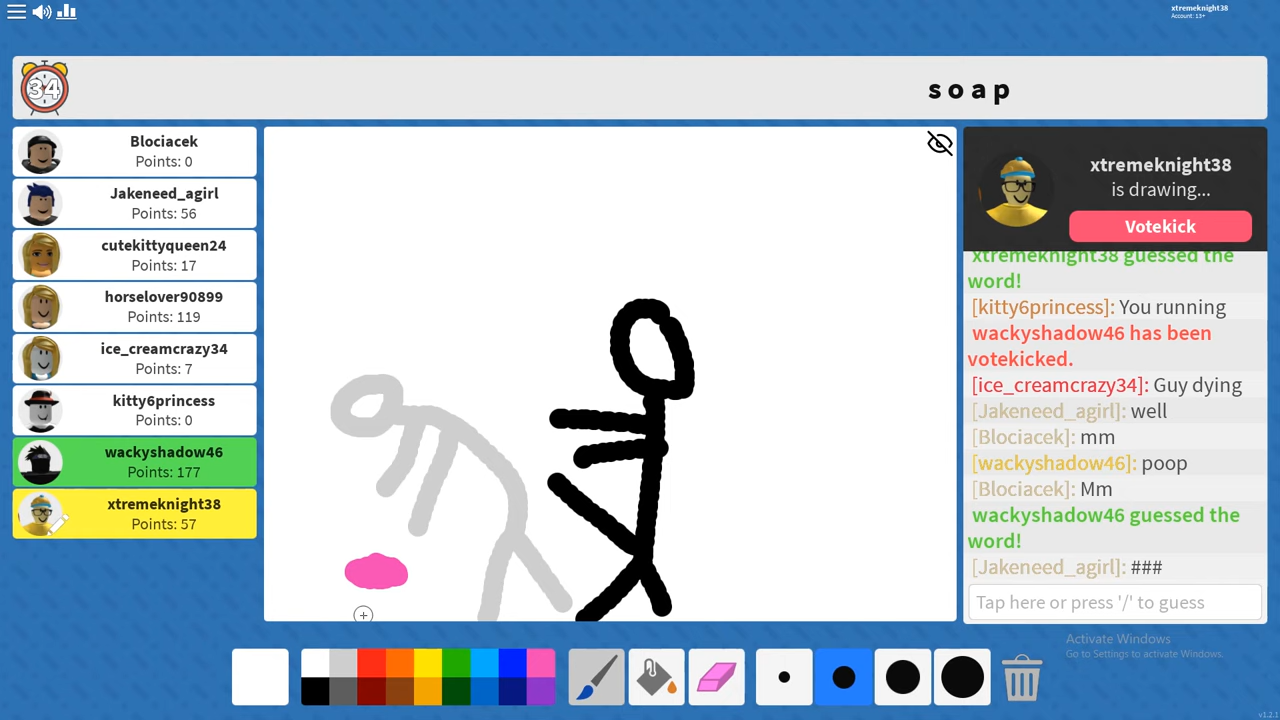 xtremeknight38
Account: 13+
34
s o a p
Blociacek
Points: 0
Jakeneed_agirl
Points: 56
cutekittyqueen24
Points: 17
horselover90899
Points: 119
ice_creamcrazy34
Points: 7
kitty6princess
Points: 0
wackyshadow46
Points: 177
xtremeknight38
Points: 57
xtremeknight38
is drawing...
Votekick
xtremeknight38 guessed the
word!
[kitty6princess]: You running
wackyshadow46 has been
votekicked.
[ice_creamcrazy34]: Guy dying
[Jakeneed_agirl]: well
[Blociacek]: mm
[wackyshadow46]: poop
[Blociacek]: Mm
wackyshadow46 guessed the
word!
[Jakeneed_agirl]: ###
Tap here or press '/' to guess
Activate Windows
Go to Settings to activate Windows.
v1.2.1